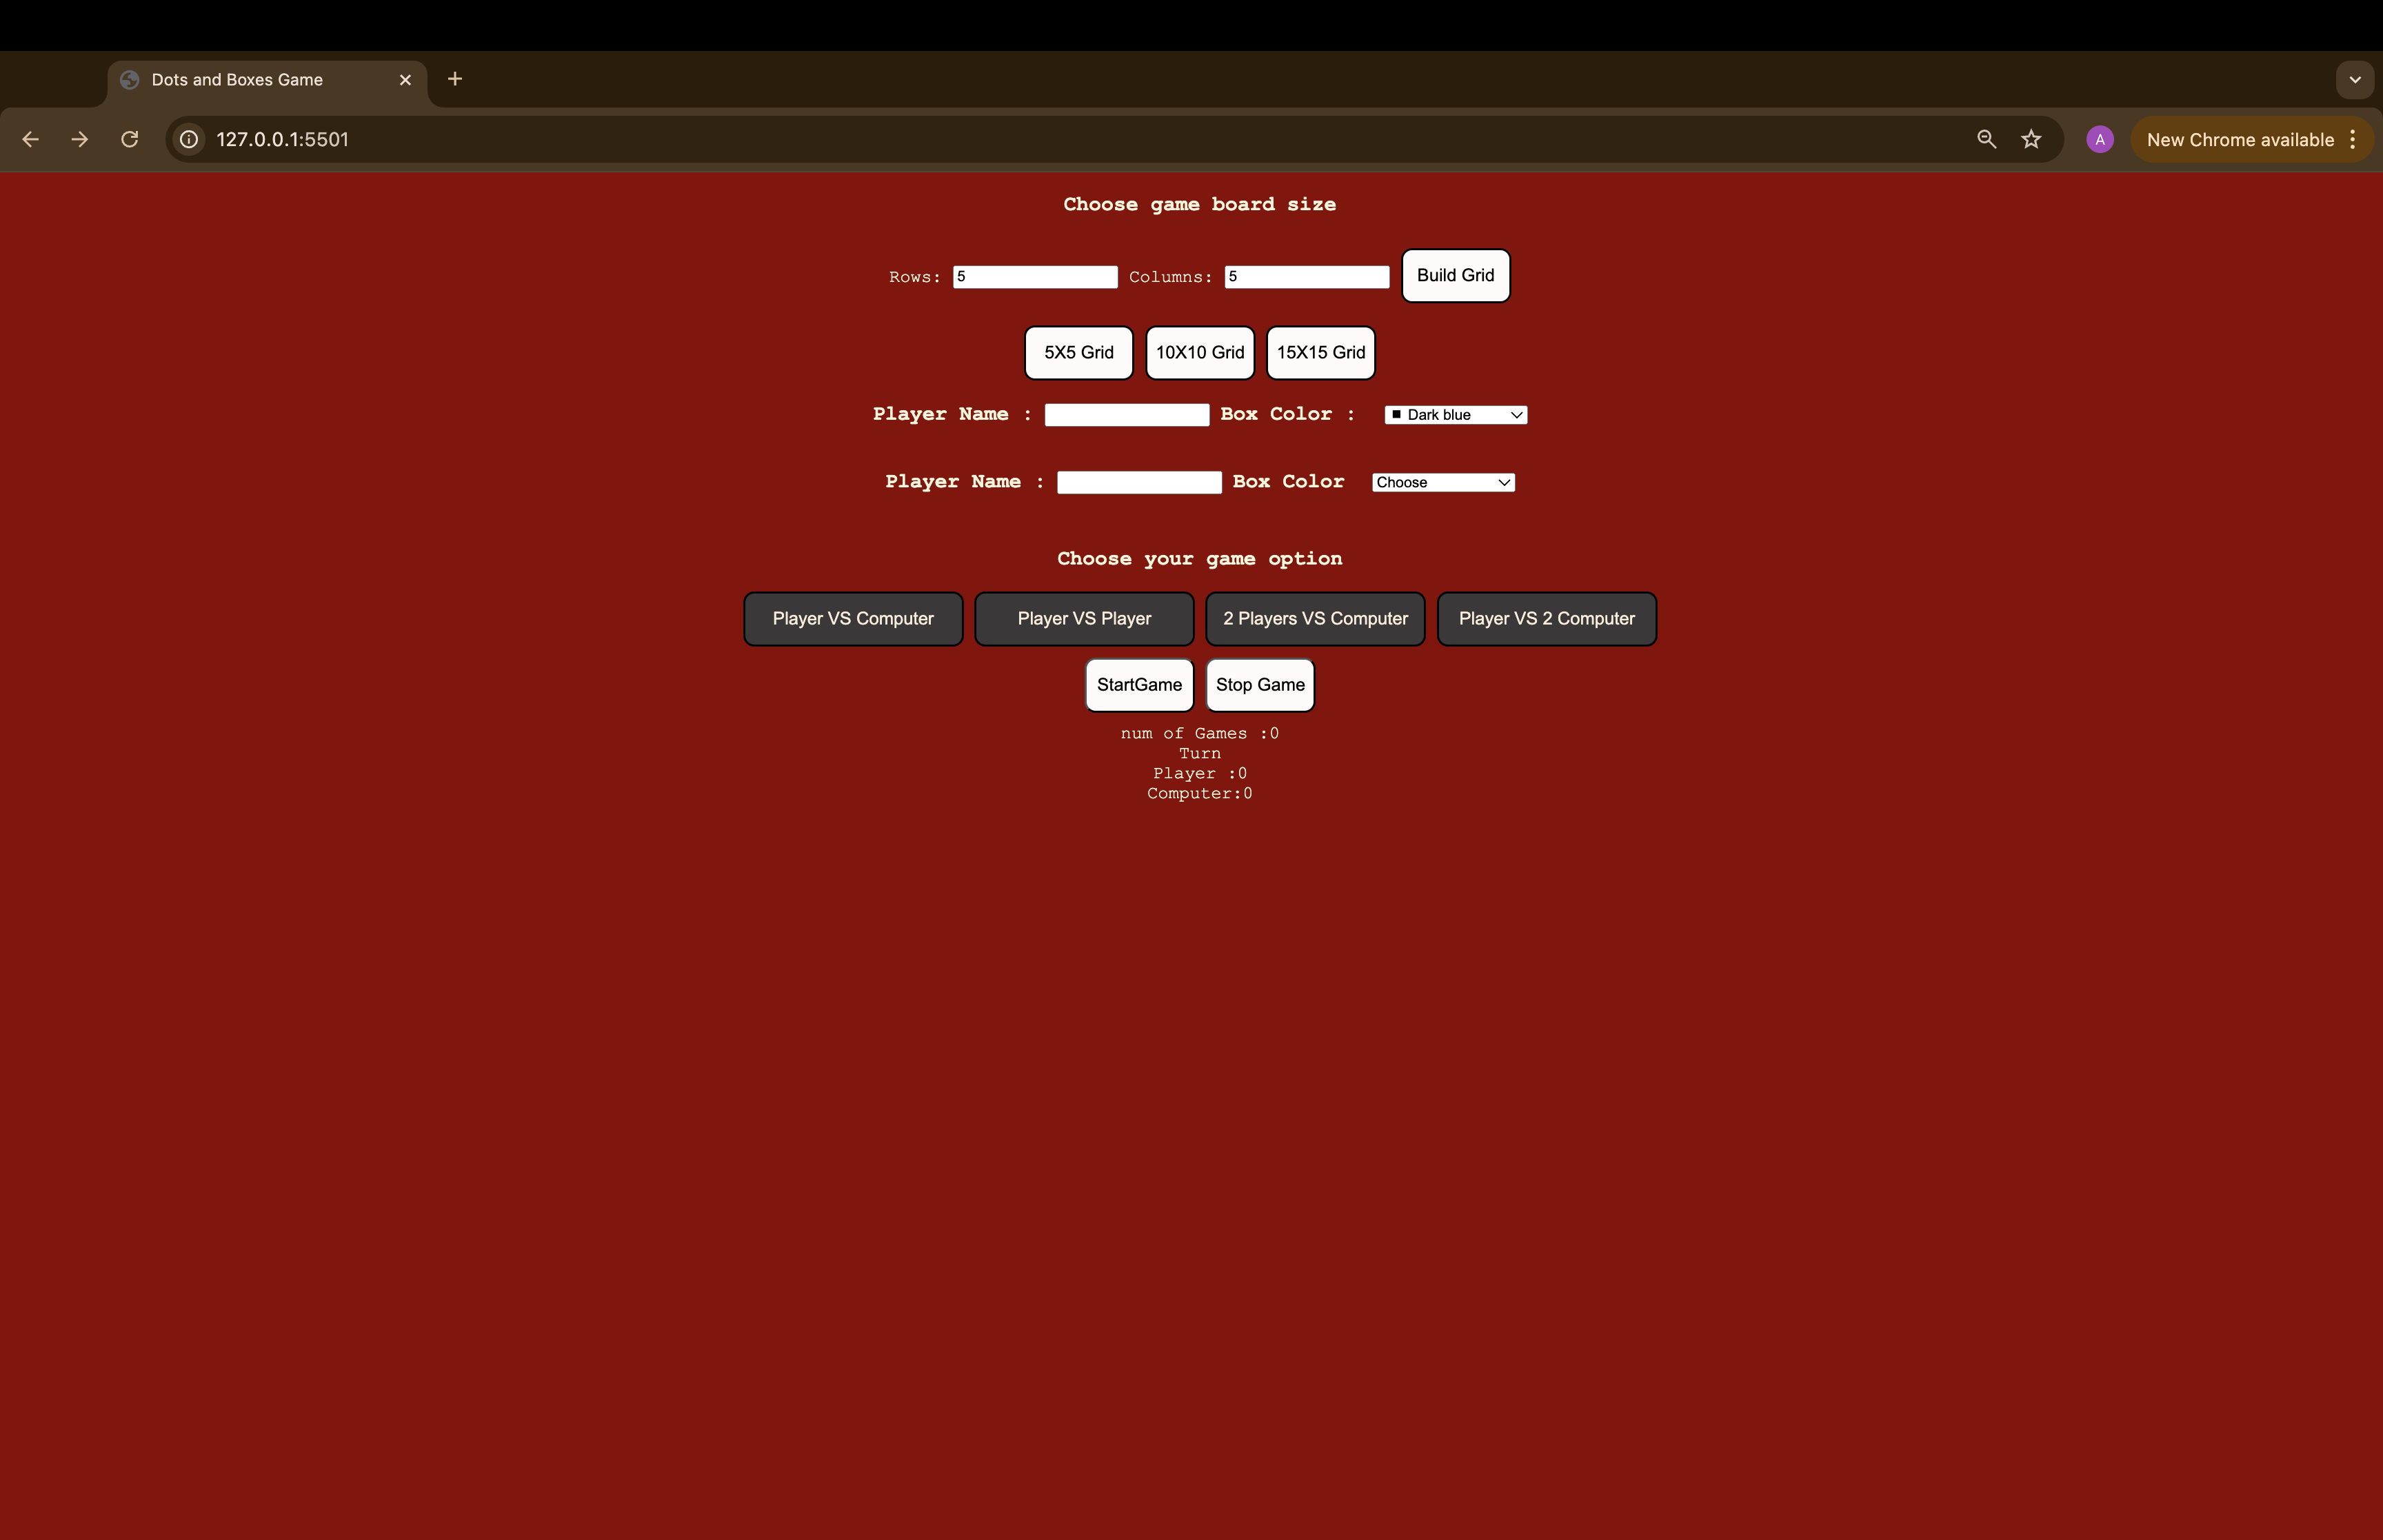 Dots and Boxes Game
127.0.0.1:5501
A
New Chrome available
Choose game board size
Rows: 5 Columns: 5 Build Grid
5X5 Grid 10X10 Grid 15X15 Grid
Player Name : Box Color : ■ Dark blue
Player Name : Box Color Choose
Choose your game option
Player VS Computer Player VS Player 2 Players VS Computer Player VS 2 Computer
StartGame Stop Game
num of Games :0
Turn
Player :0
Computer:0